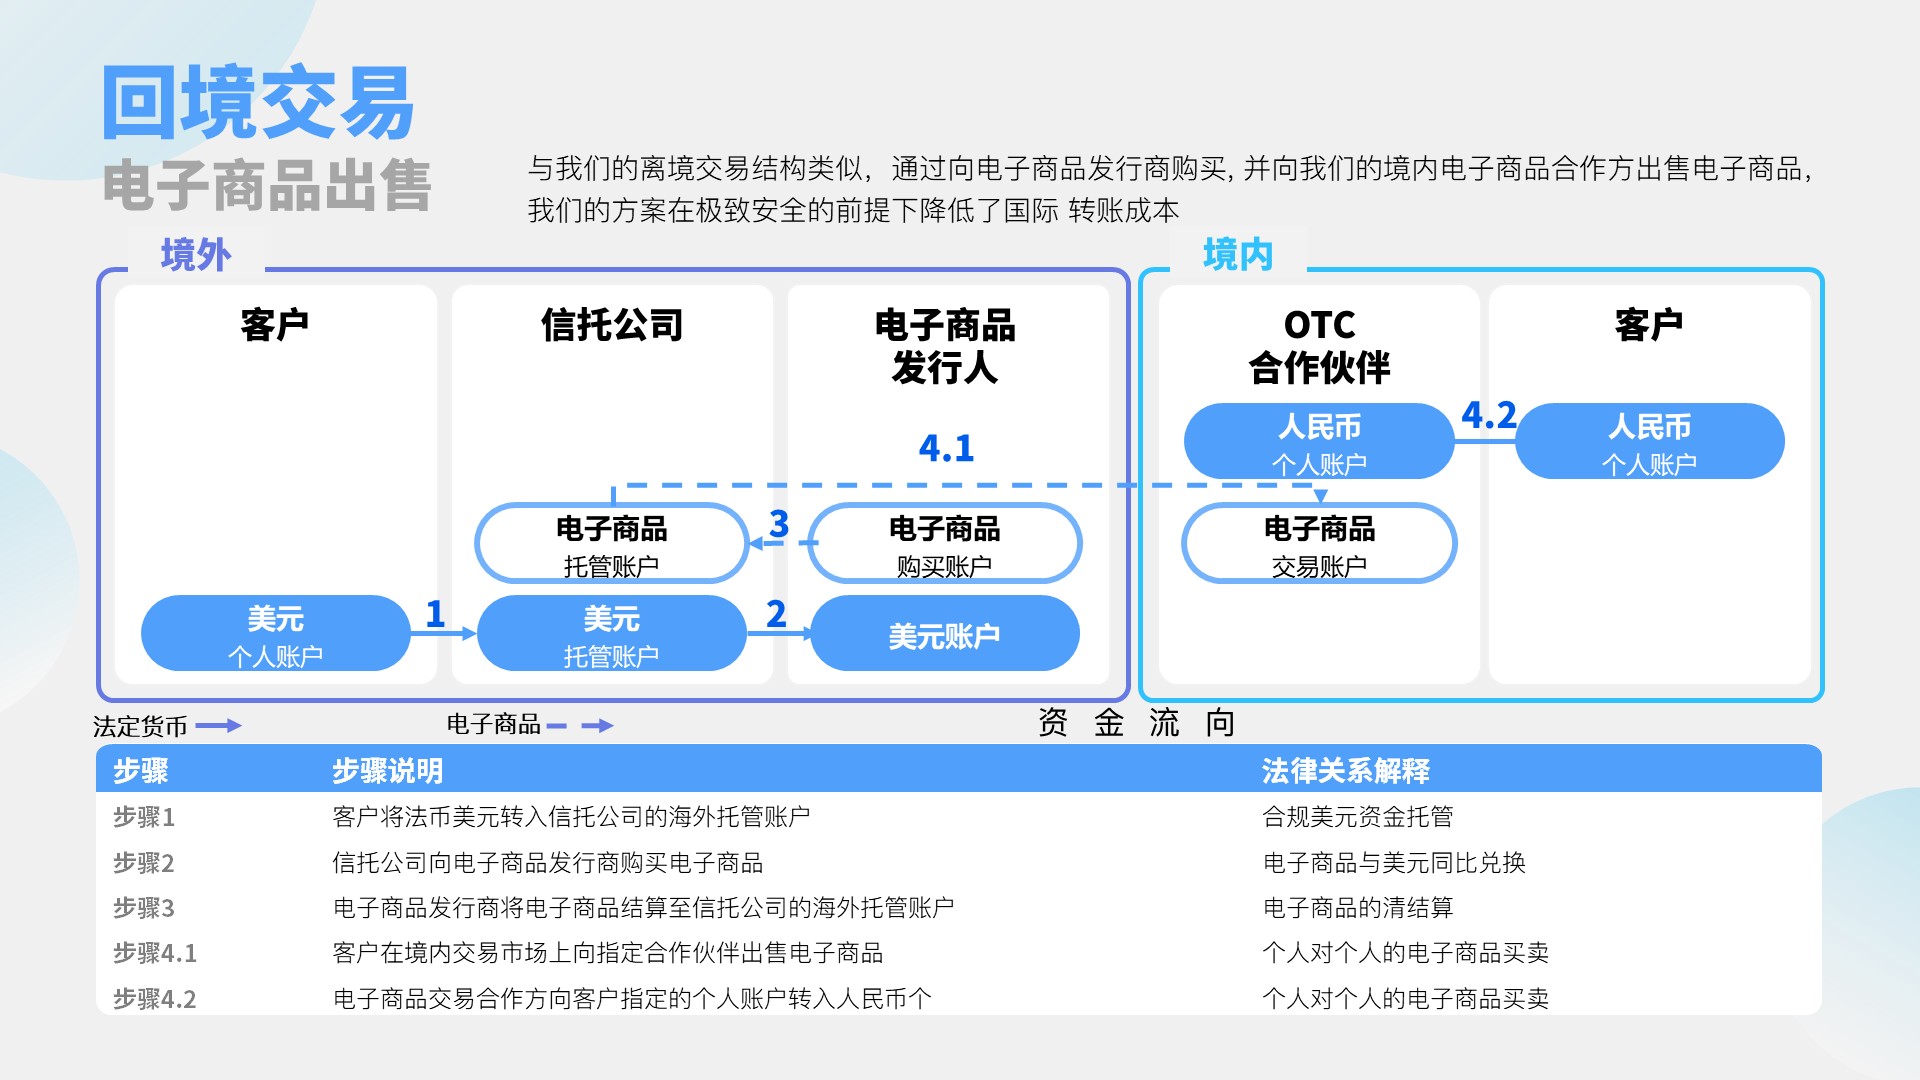 回境交易
电子商品出售
与我们的离境交易结构类似，通过向电子商品发行商购买, 并向我们的境内电子商品合作方出售电子商品，
我们的方案在极致安全的前提下降低了国际 转账成本
境外
境内
客户
信托公司
电子商品
发行人
OTC
合作伙伴
客户
人民币
个人账户
4.2
人民币
个人账户
4.1
电子商品
托管账户
3
电子商品
购买账户
电子商品
交易账户
美元
个人账户
1
美元
托管账户
2
美元账户
法定货币
电子商品
资 金 流 向
步骤 步骤说明 法律关系解释
步骤1 客户将法币美元转入信托公司的海外托管账户 合规美元资金托管
步骤2 信托公司向电子商品发行商购买电子商品 电子商品与美元同比兑换
步骤3 电子商品发行商将电子商品结算至信托公司的海外托管账户 电子商品的清结算
步骤4.1 客户在境内交易市场上向指定合作伙伴出售电子商品 个人对个人的电子商品买卖
步骤4.2 电子商品交易合作方向客户指定的个人账户转入人民币个 个人对个人的电子商品买卖